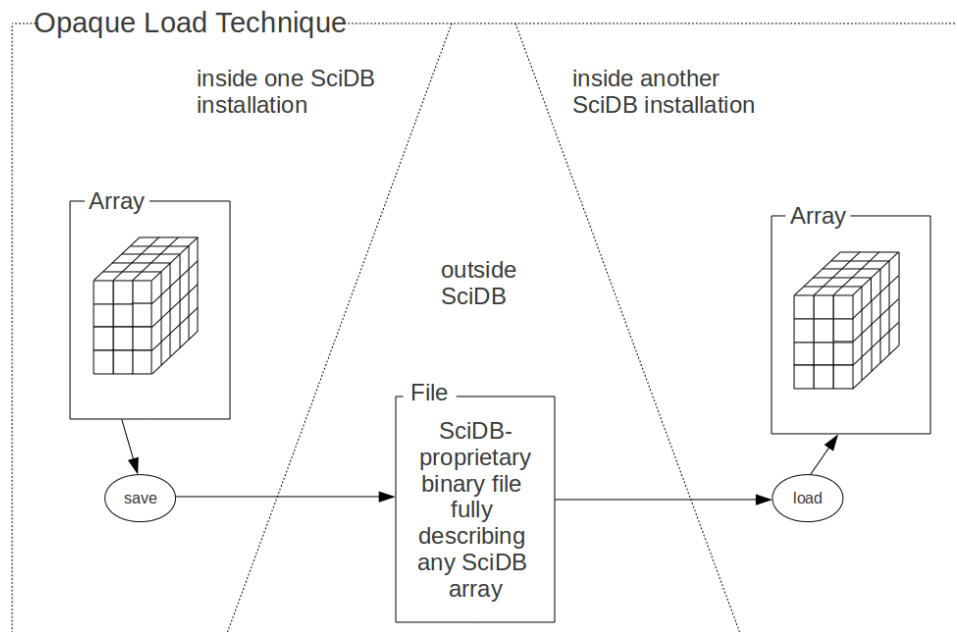 Opaque Load Technique
inside one SciDB
installation
inside another
SciDB installation
Array
Array
outside
SciDB
File
SciDB-
proprietary
binary file
fully
describing
any SciDB
array
save
load